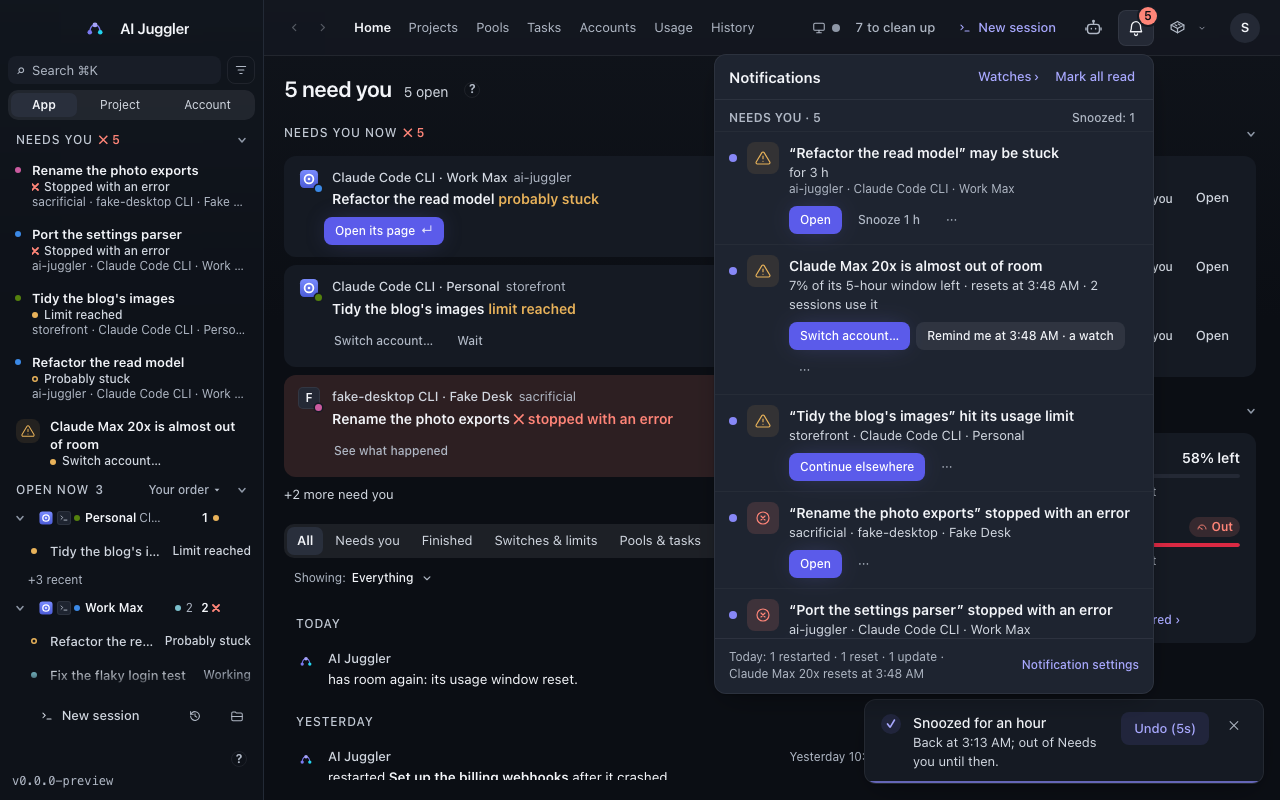 AI Juggler
Search ⌘K
App
Project
Account
NEEDS YOU 5
Rename the photo exports
Stopped with an error
sacrificial · fake-desktop CLI · Fake ...
Port the settings parser
Stopped with an error
ai-juggler · Claude Code CLI · Work ...
Tidy the blog's images
Limit reached
storefront · Claude Code CLI · Perso...
Refactor the read model
Probably stuck
ai-juggler · Claude Code CLI · Work ...
Claude Max 20x is almost out of room
Switch account...
OPEN NOW 3
Your order
Personal Cl...
1
Tidy the blog's i...
Limit reached
+3 recent
Work Max
2
2
Refactor the re...
Probably stuck
Fix the flaky login test
Working
New session
?
v0.0.0-preview
Home
Projects
Pools
Tasks
Accounts
Usage
History
7 to clean up
New session
5
S
5 need you
5 open
?
NEEDS YOU NOW 5
Claude Code CLI · Work Max ai-juggler
Refactor the read model probably stuck
Open its page ↵
Claude Code CLI · Personal storefront
Tidy the blog's images limit reached
Switch account...
Wait
F
fake-desktop CLI · Fake Desk sacrificial
Rename the photo exports stopped with an error
See what happened
+2 more need you
All
Needs you
Finished
Switches & limits
Pools & tasks
Showing: Everything
TODAY
AI Juggler
has room again: its usage window reset.
YESTERDAY
AI Juggler
Yesterday 10:
restarted Set up the billing webhooks after it crashed
Notifications
Watches ›
Mark all read
NEEDS YOU · 5
Snoozed: 1
“Refactor the read model” may be stuck
for 3 h
ai-juggler · Claude Code CLI · Work Max
Open
Snooze 1 h
...
Claude Max 20x is almost out of room
7% of its 5-hour window left · resets at 3:48 AM · 2
sessions use it
Switch account...
Remind me at 3:48 AM · a watch
...
“Tidy the blog's images” hit its usage limit
storefront · Claude Code CLI · Personal
Continue elsewhere
...
“Rename the photo exports” stopped with an error
sacrificial · fake-desktop · Fake Desk
Open
...
“Port the settings parser” stopped with an error
ai-juggler · Claude Code CLI · Work Max
Today: 1 restarted · 1 reset · 1 update ·
Claude Max 20x resets at 3:48 AM
Notification settings
you
Open
you
Open
you
Open
58% left
t
Out
t
red ›
Snoozed for an hour
Back at 3:13 AM; out of Needs
you until then.
Undo (5s)